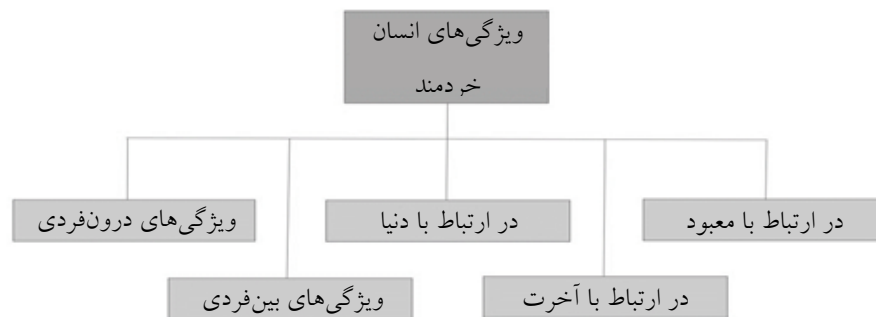 ویژگی‌های انسان
خردمند
در ارتباط با معبود
در ارتباط با دنیا
ویژگی‌های درون‌فردی
در ارتباط با آخرت
ویژگی‌های بین‌فردی